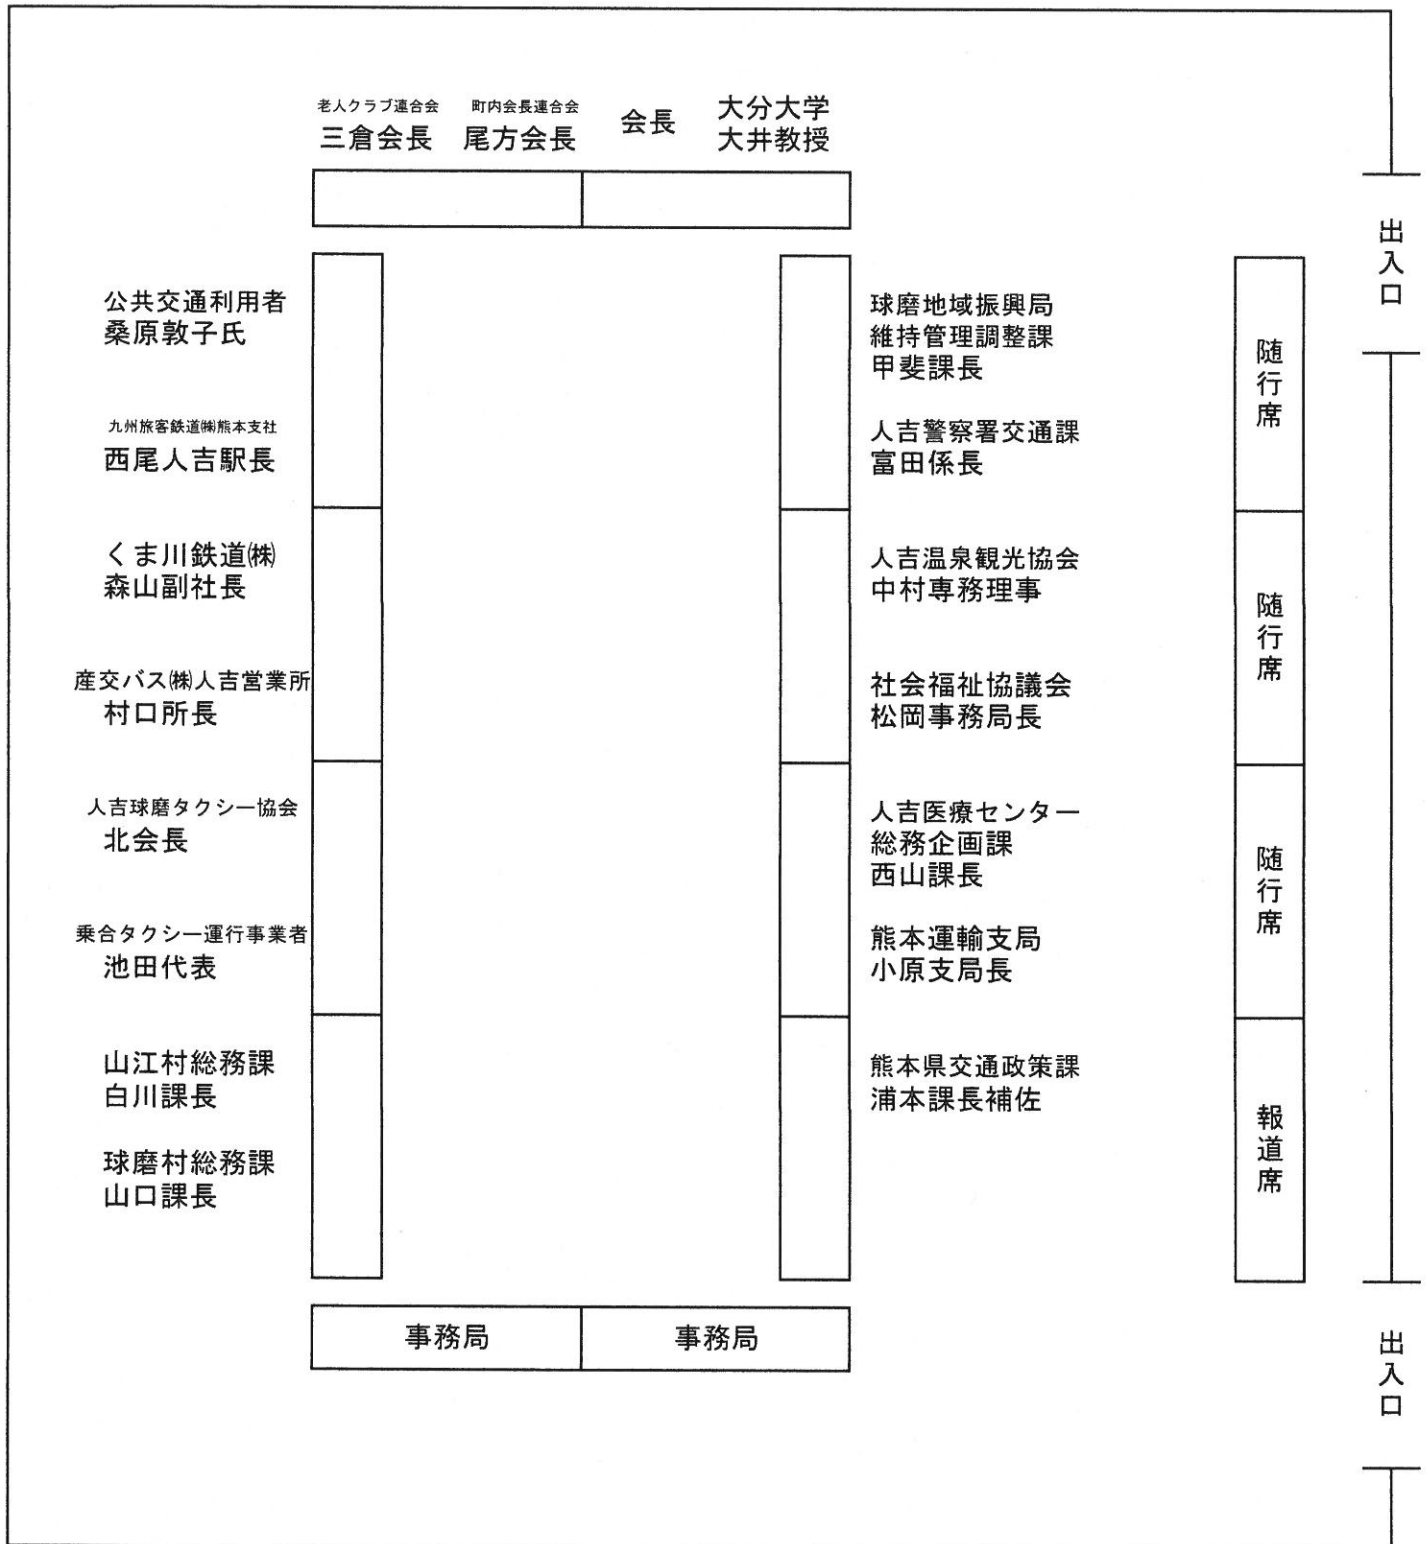 老人クラブ連合会
三倉会長
町内会長連合会
尾方会長
会長
大分大学
大井教授
公共交通利用者
桑原敦子氏
九州旅客鉄道㈱熊本支社
西尾人吉駅長
くま川鉄道㈱
森山副社長
産交バス㈱人吉営業所
村口所長
人吉球磨タクシー協会
北会長
乗合タクシー運行事業者
池田代表
山江村総務課
白川課長
球磨村総務課
山口課長
球磨地域振興局
維持管理調整課
甲斐課長
人吉警察署交通課
富田係長
人吉温泉観光協会
中村専務理事
社会福祉協議会
松岡事務局長
人吉医療センター
総務企画課
西山課長
熊本運輸支局
小原支局長
熊本県交通政策課
浦本課長補佐
随行席
随行席
随行席
報道席
出入口
出入口
事務局
事務局